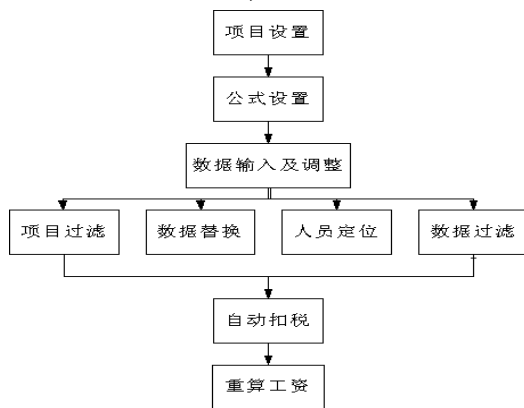 项目设置
公式设置
数据输入及调整
项目过滤
数据替换
人员定位
数据过滤
自动扣税
重算工资